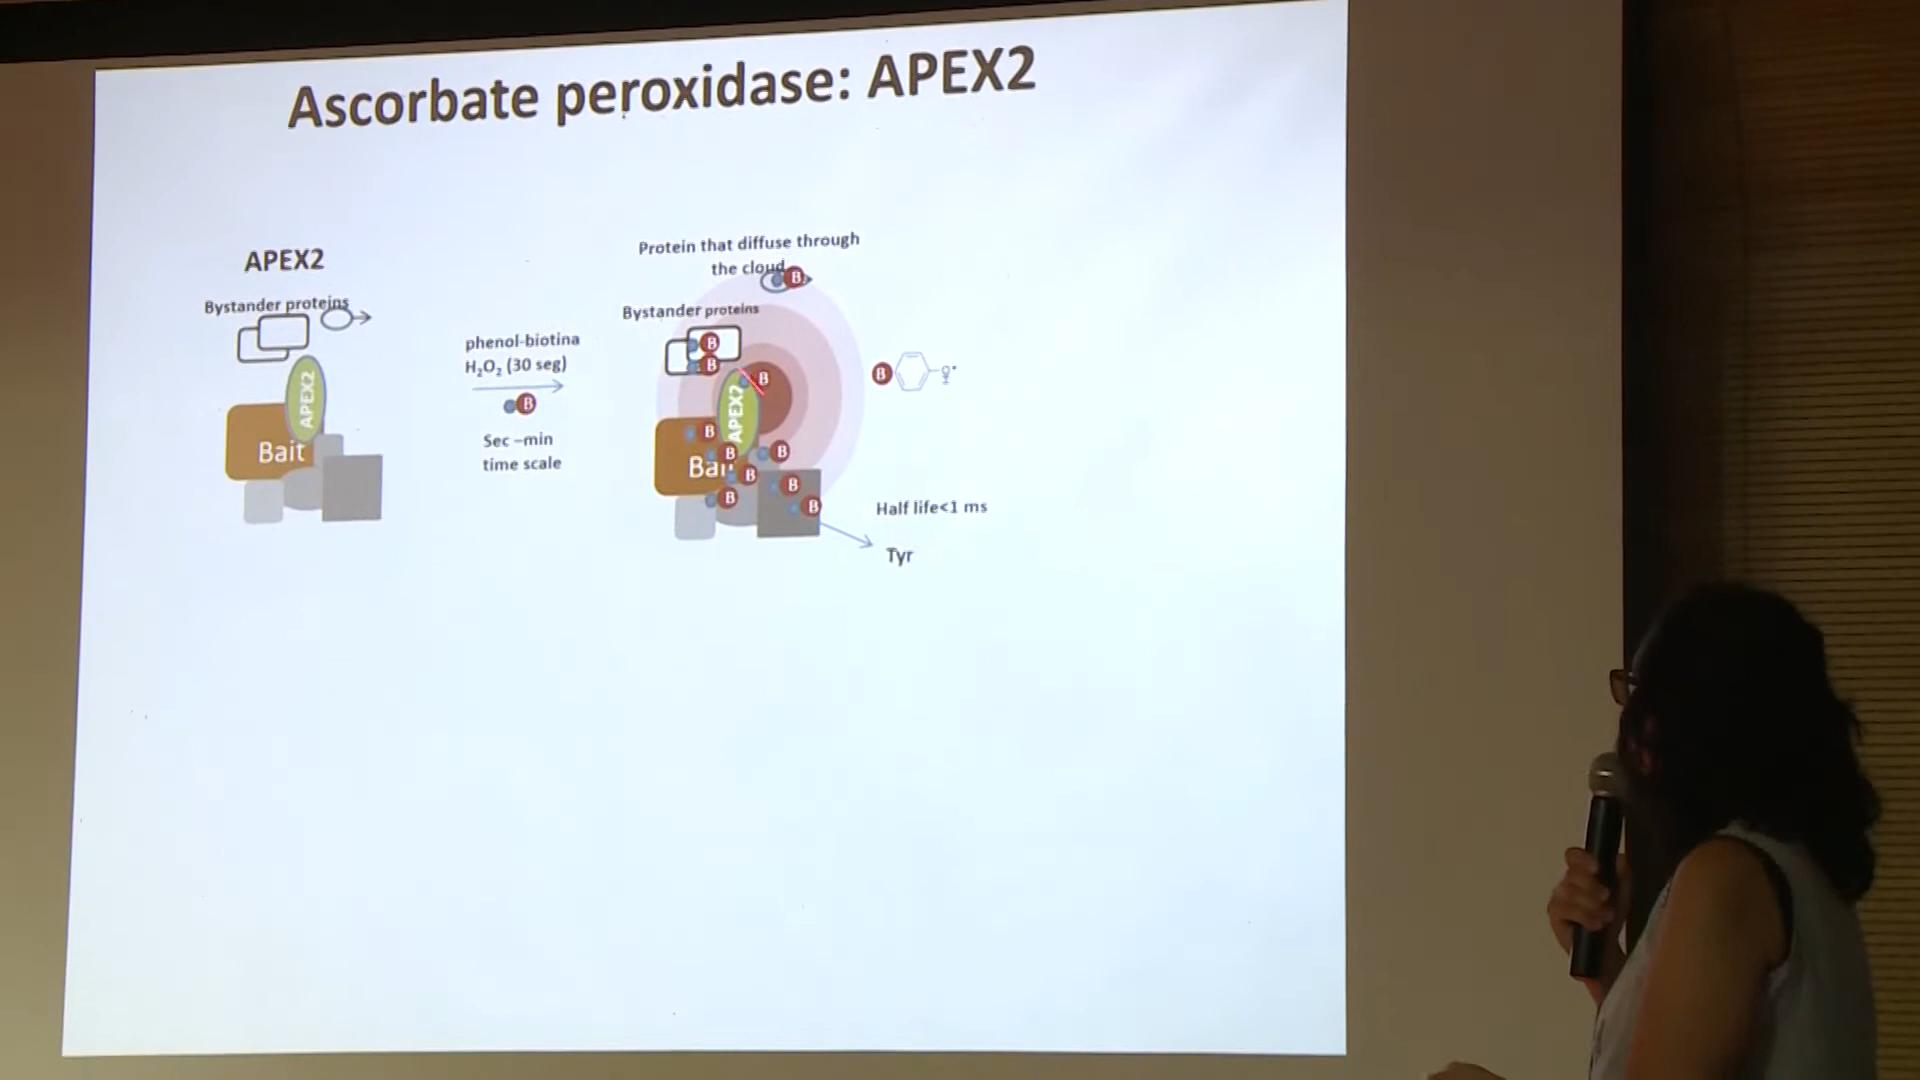 Ascorbate peroxidase: APEX2
APEX2
Bystander proteins
APEX2
Bait
phenol-biotina
H₂O₂ (30 seg)
B
Sec –min
time scale
Protein that diffuse through
the cloud
B
Bystander proteins
B
B
B
APEX2
B
Bait
B
B
B
B
B
B
B
Half life<1 ms
Tyr